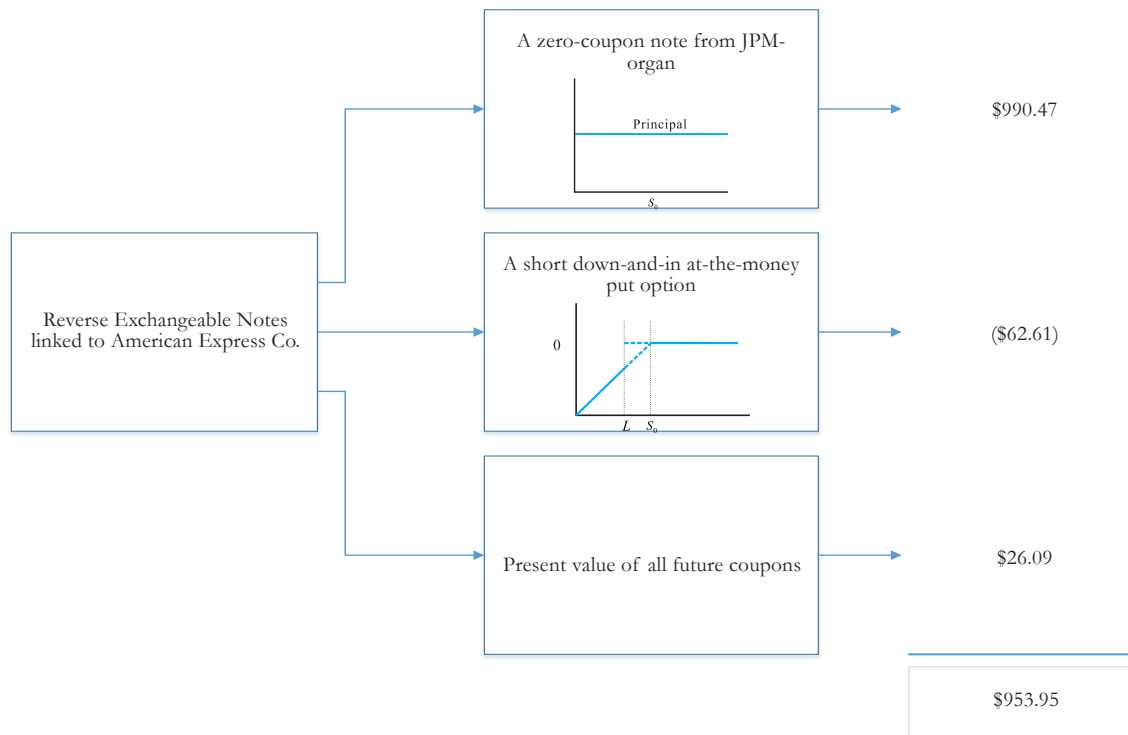 A zero-coupon note from JPM-
organ
Principal
S₀
$990.47
Reverse Exchangeable Notes
linked to American Express Co.
A short down-and-in at-the-money
put option
0
L S₀
($62.61)
Present value of all future coupons
$26.09
$953.95